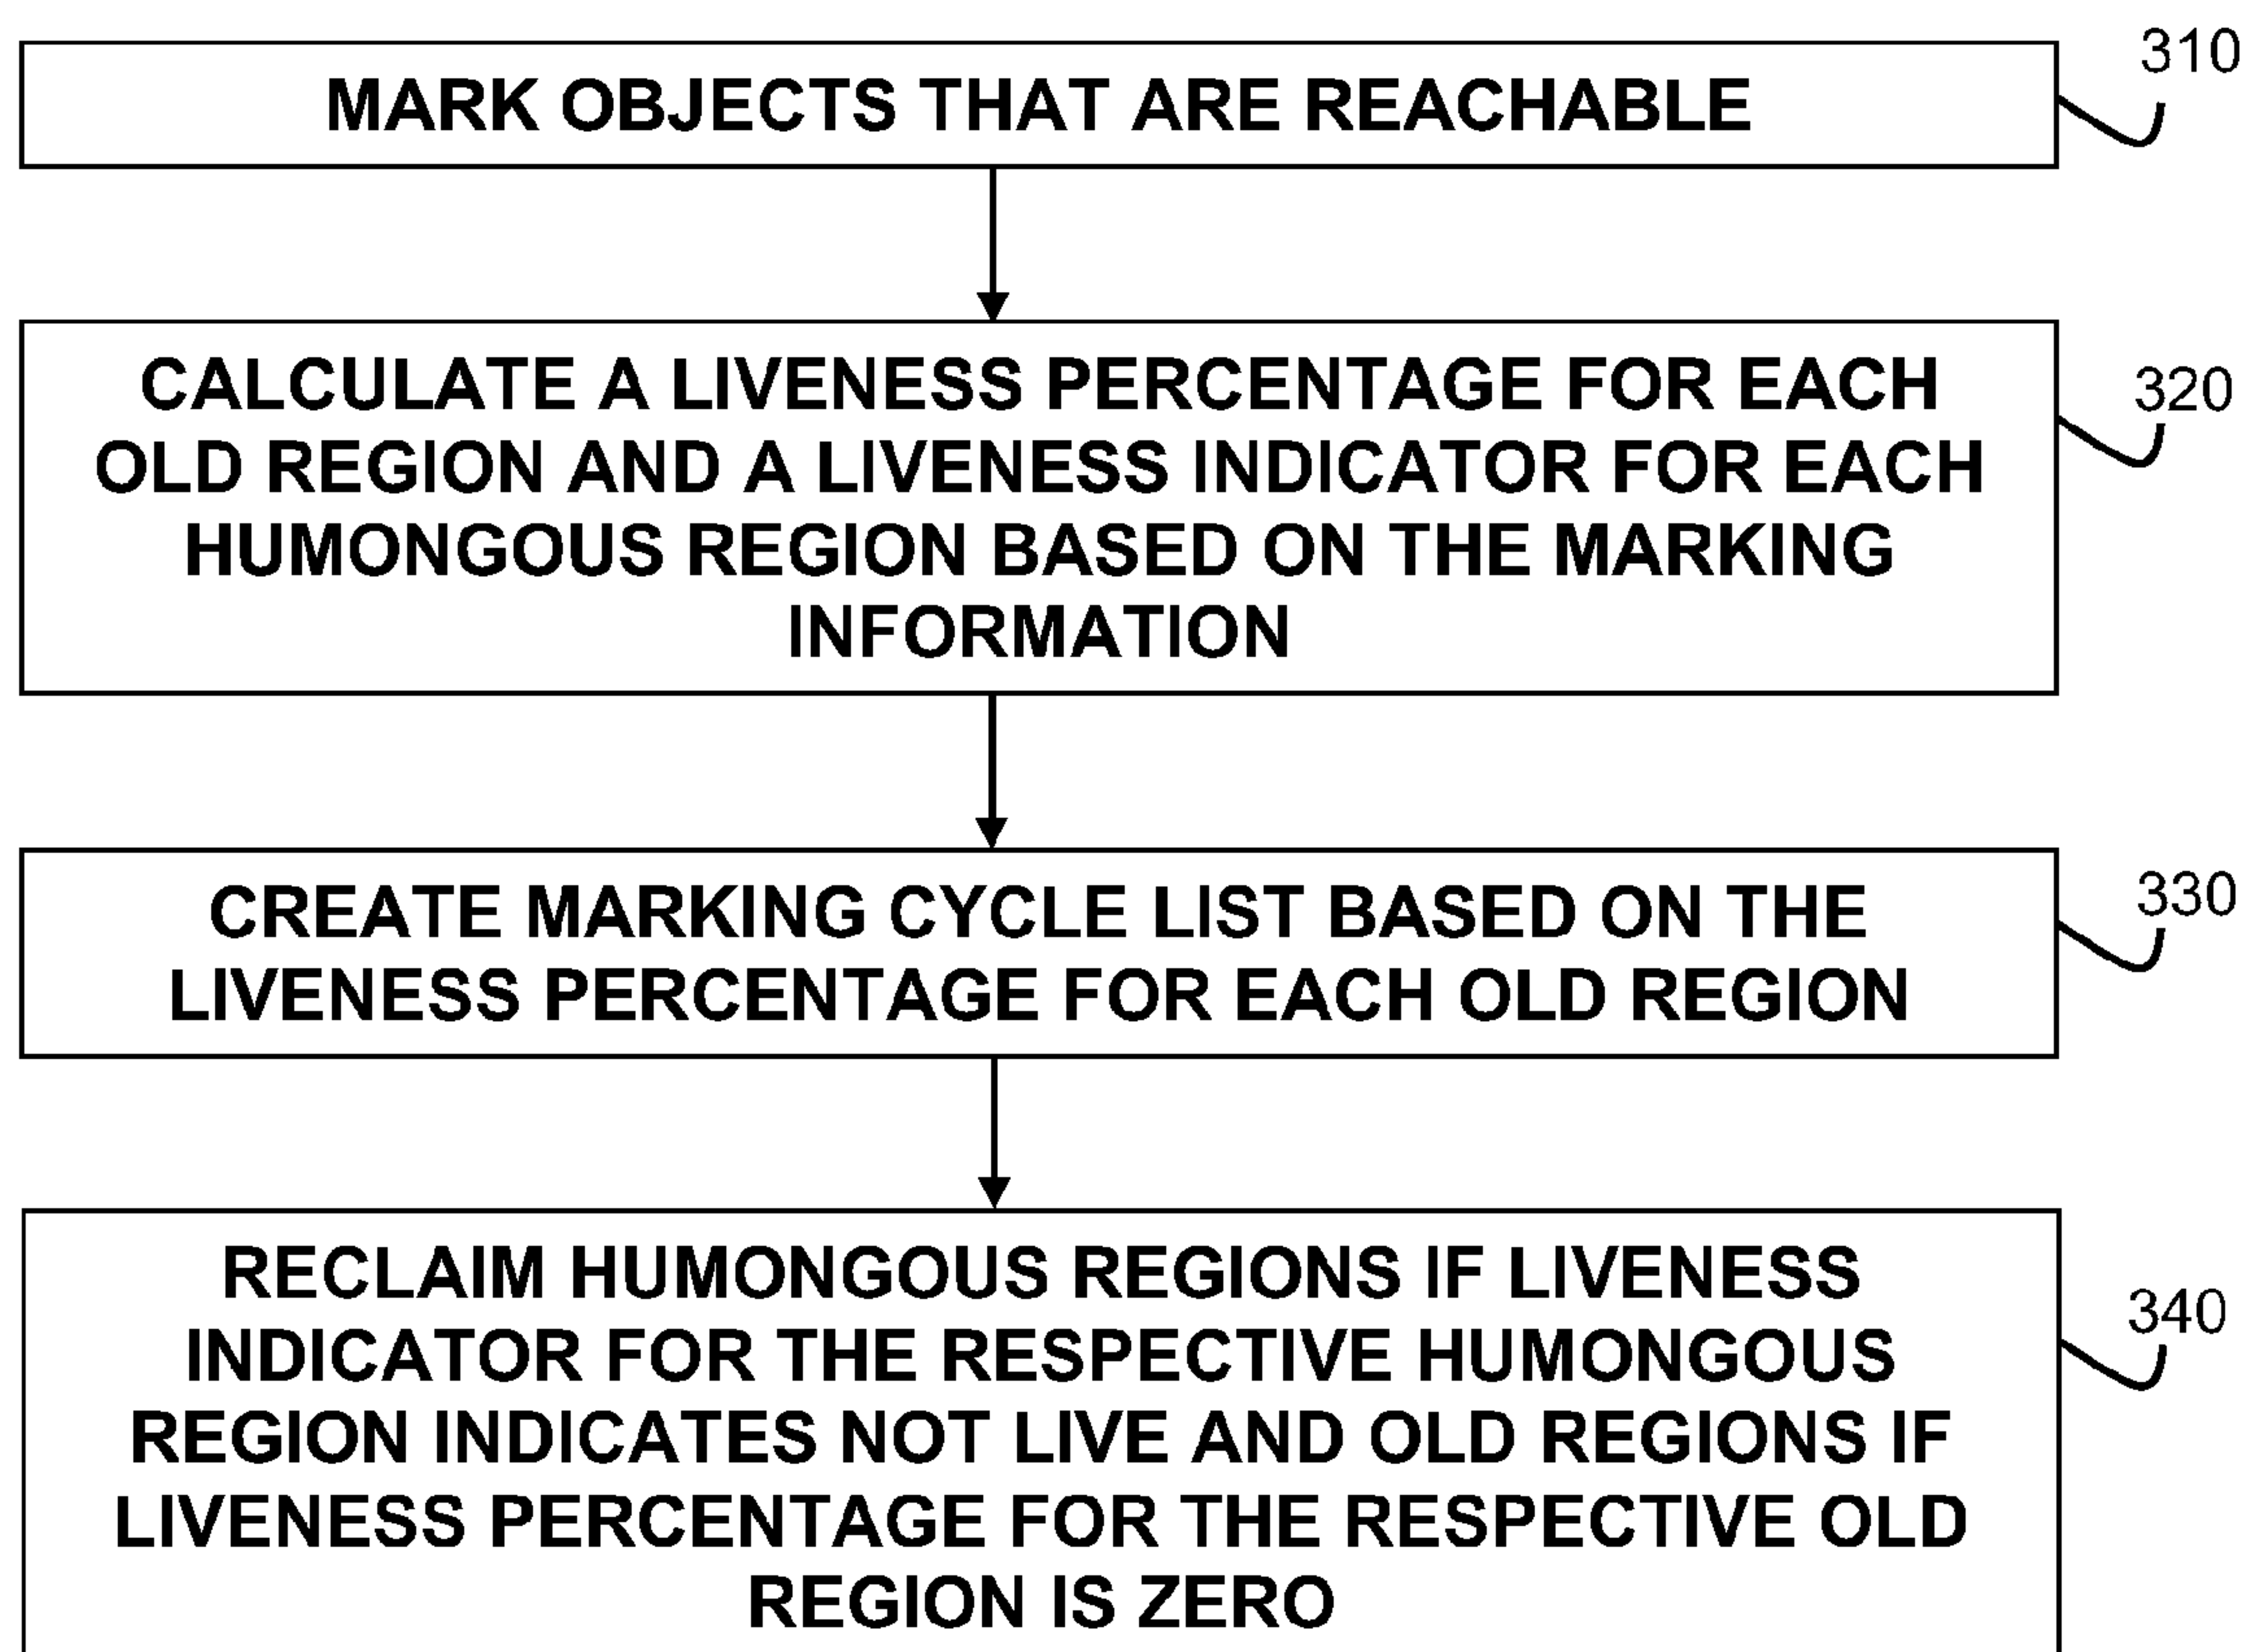 MARK OBJECTS THAT ARE REACHABLE
310
CALCULATE A LIVENESS PERCENTAGE FOR EACH
OLD REGION AND A LIVENESS INDICATOR FOR EACH
HUMONGOUS REGION BASED ON THE MARKING
INFORMATION
320
CREATE MARKING CYCLE LIST BASED ON THE
LIVENESS PERCENTAGE FOR EACH OLD REGION
330
RECLAIM HUMONGOUS REGIONS IF LIVENESS
INDICATOR FOR THE RESPECTIVE HUMONGOUS
REGION INDICATES NOT LIVE AND OLD REGIONS IF
LIVENESS PERCENTAGE FOR THE RESPECTIVE OLD
REGION IS ZERO
340